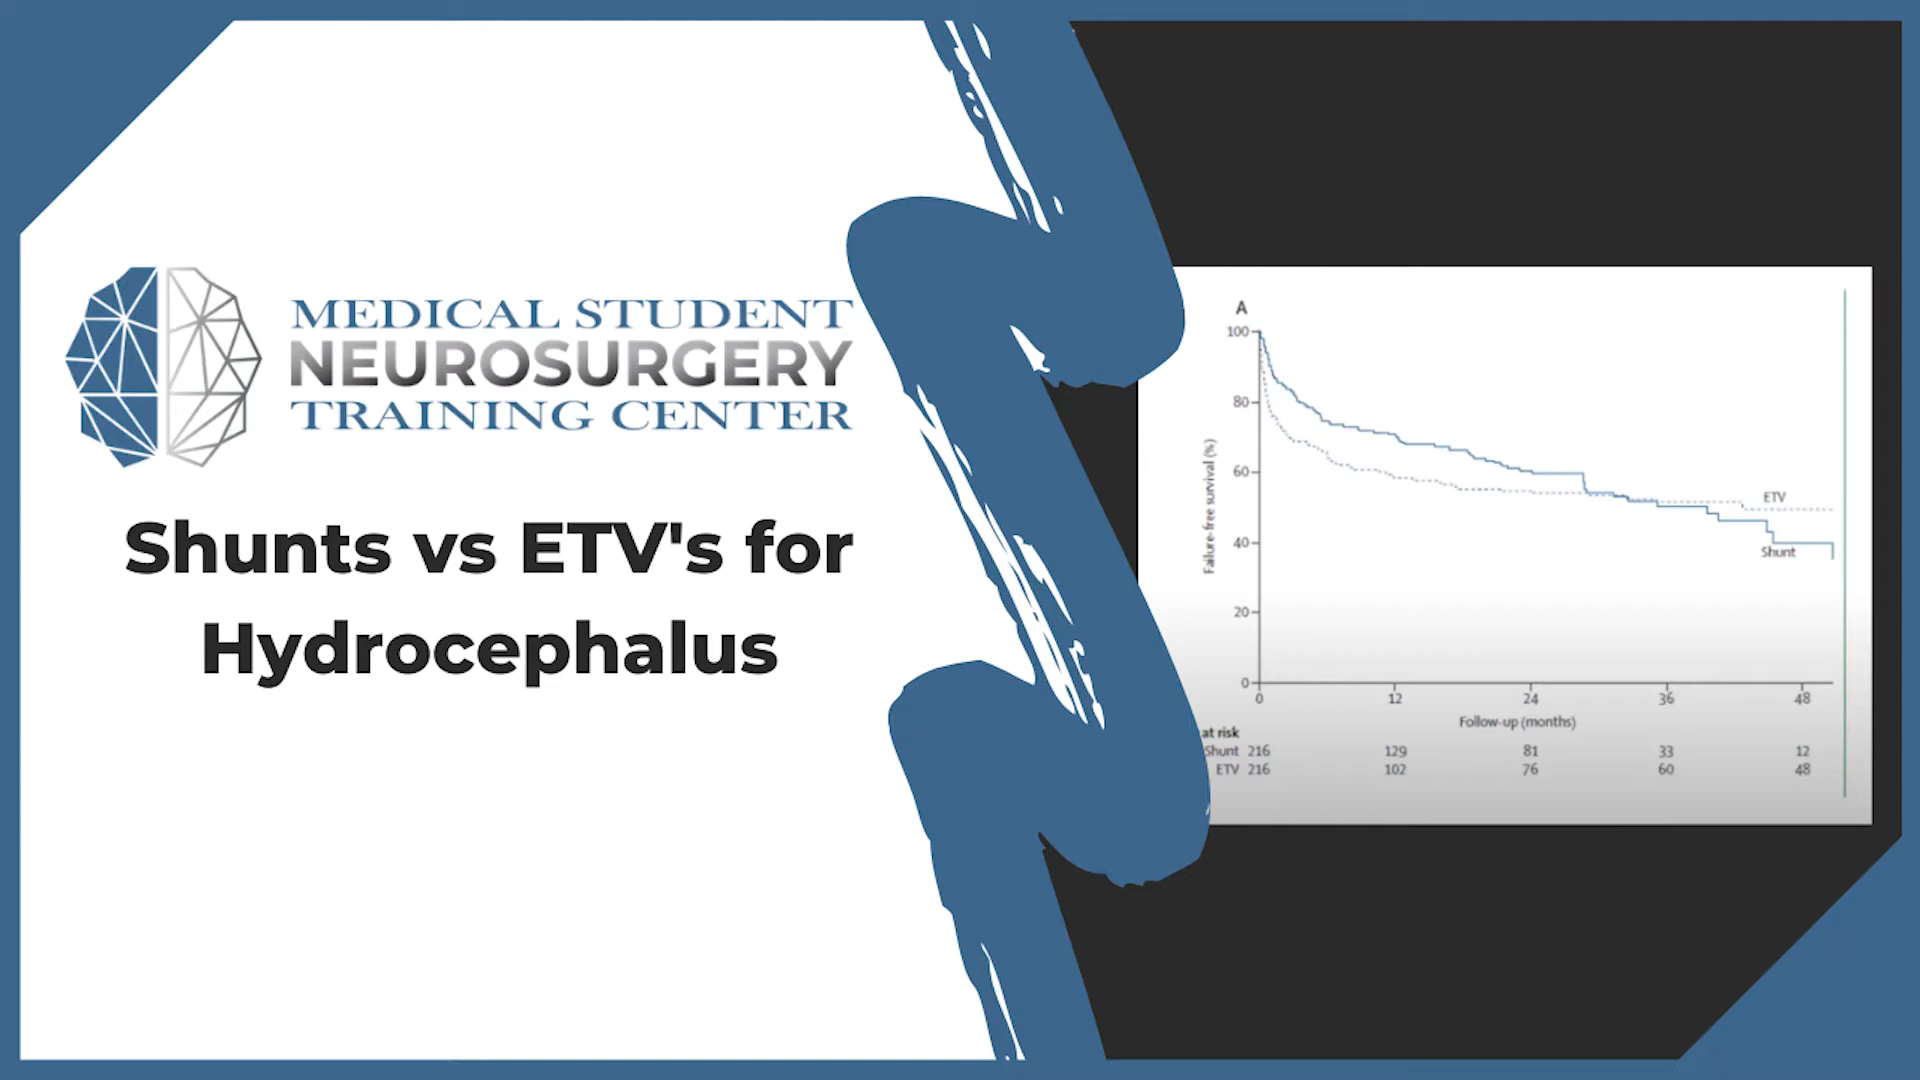 MEDICAL STUDENT
NEUROSURGERY
TRAINING CENTER
Shunts vs ETV's for
Hydrocephalus
A
100
80
60
40
20
0
Failure-free survival (%)
ETV
Shunt
0 12 24 36 48
Follow-up (months)
at risk
Shunt 216 129 81 33 12
ETV 216 102 76 60 48